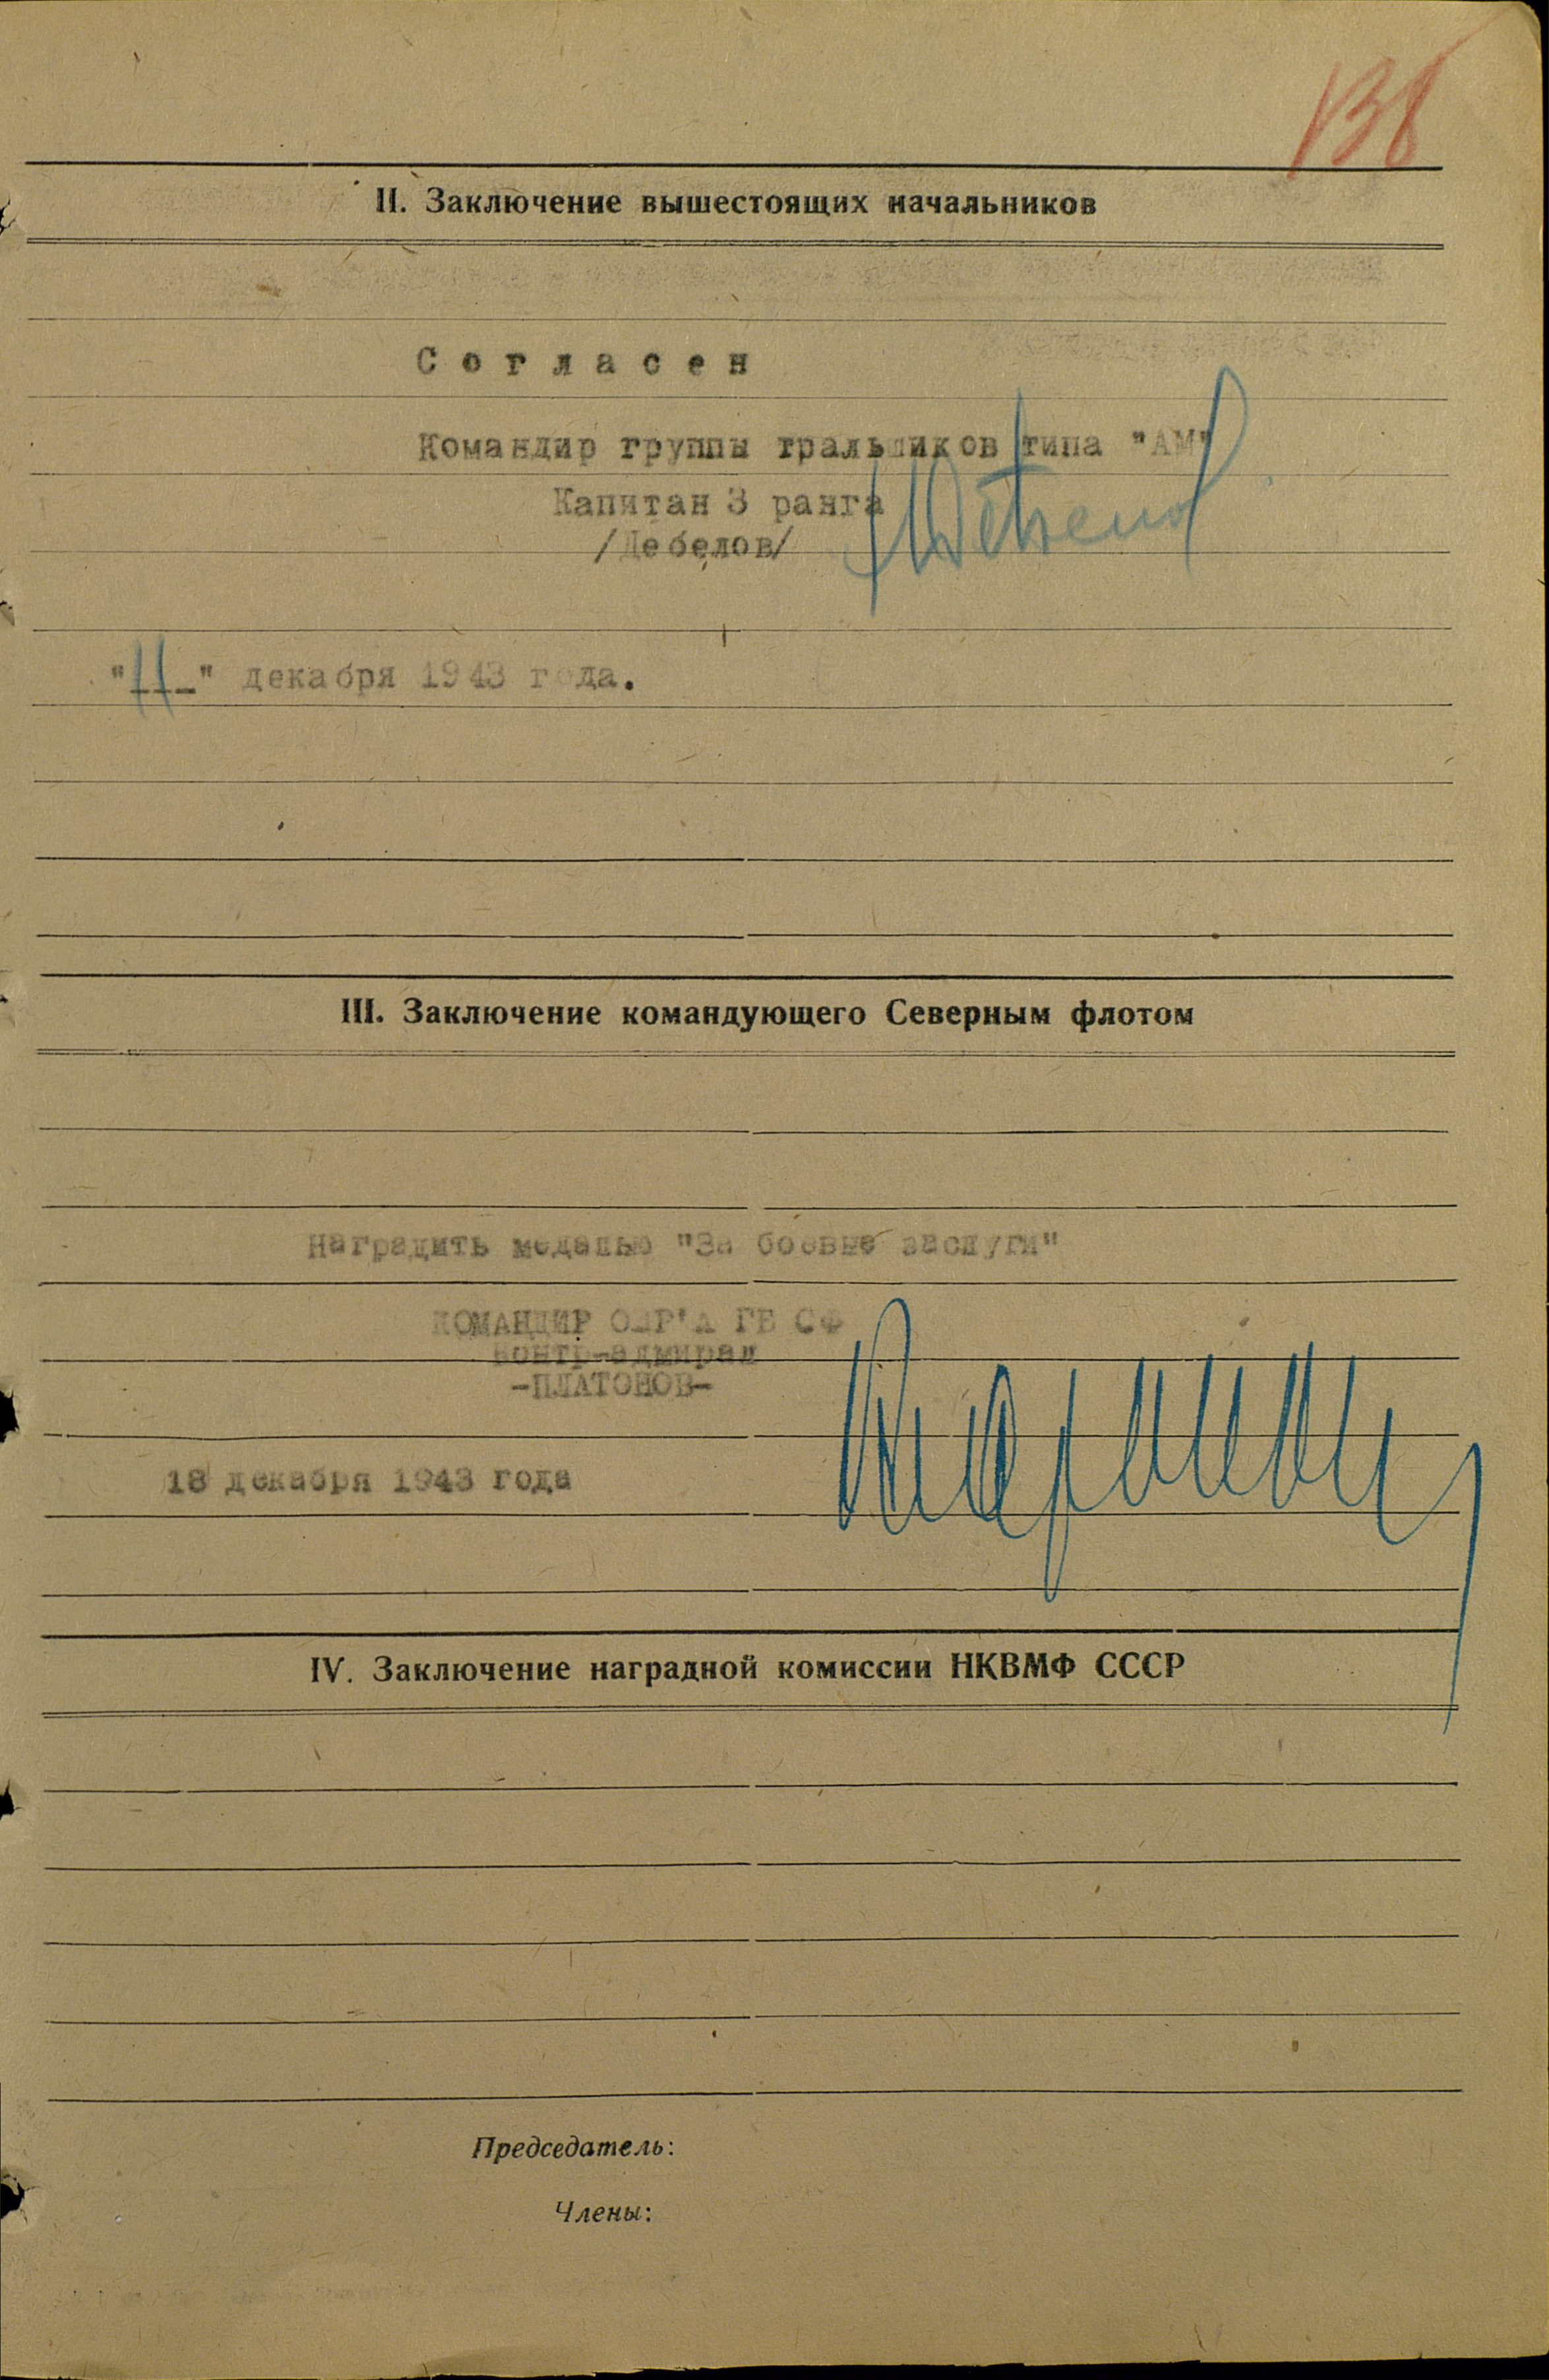 138
II. Заключение вышестоящих начальников
Согласен
Командир группы тральщиков типа "АМ"
Капитан 3 ранга
/Дебелов/
"11" декабря 1943 года.
III. Заключение командующего Северным флотом
Наградить медалью "За боевые заслуги"
КОМАНДИР ОВР'А ГБ СФ
Контр-адмирал
-ПЛАТОНОВ-
18 декабря 1943 года
IV. Заключение наградной комиссии НКВМФ СССР
Председатель:
Члены: